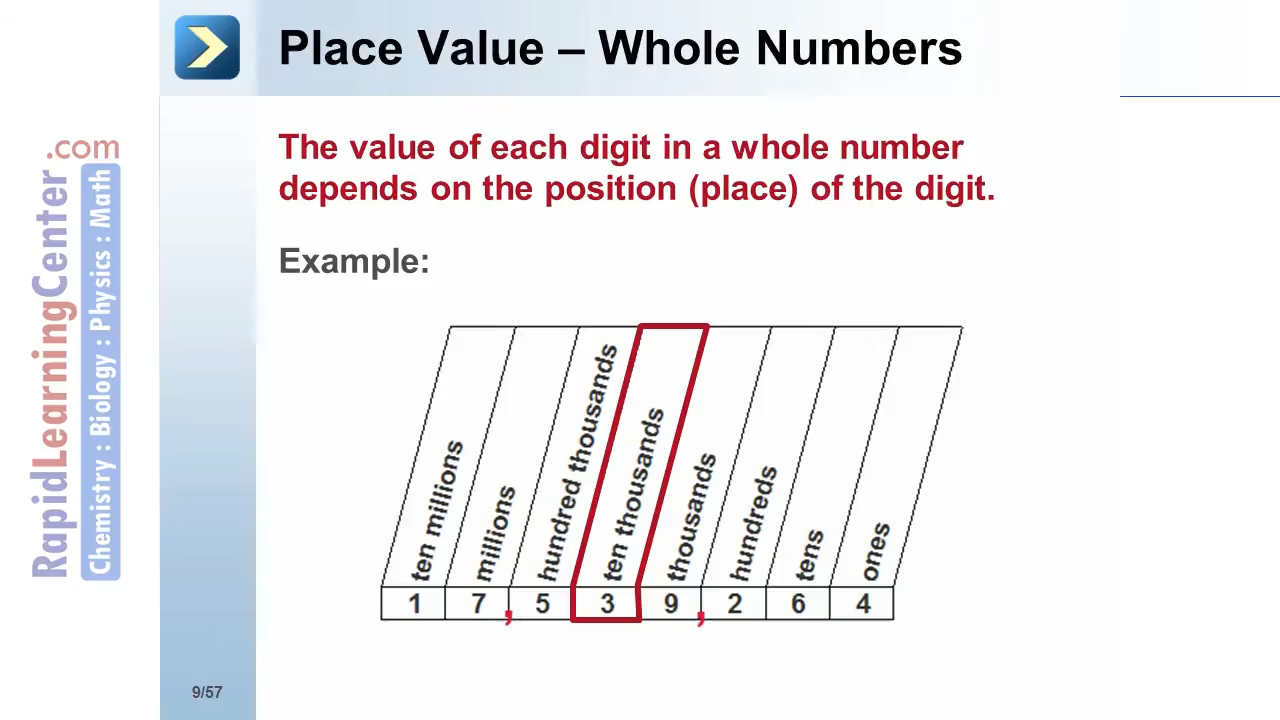 Place Value – Whole Numbers
.com
RapidLearningCenter
Chemistry : Biology : Physics : Math
The value of each digit in a whole number
depends on the position (place) of the digit.
Example:
ten millions
millions
hundred thousands
ten thousands
thousands
hundreds
tens
ones
1 7 , 5 3 9 , 2 6 4
9/57